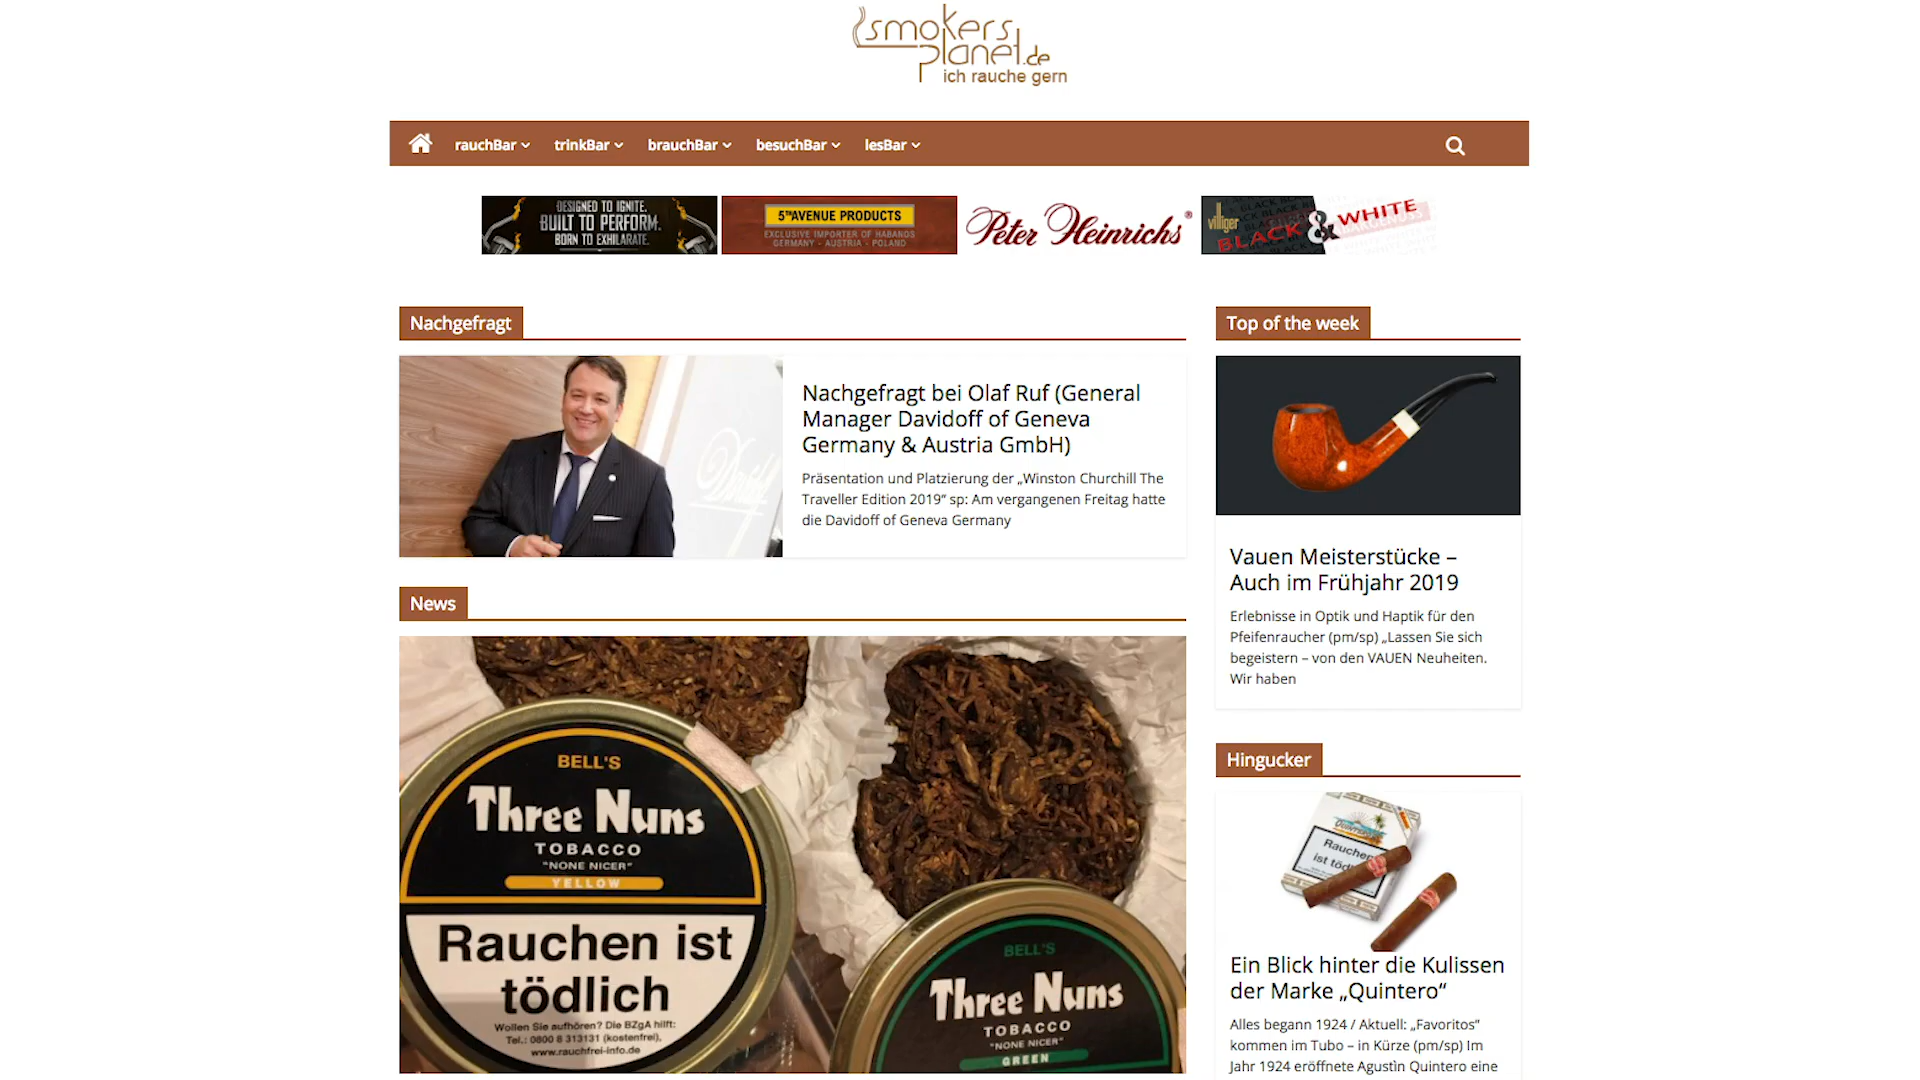 smokers
planet.de
ich rauche gern
rauchBar
trinkBar
brauchBar
besuchBar
lesBar
DESIGNED TO IGNITE.
BUILT TO PERFORM.
BORN TO EXHILARATE.
5TH AVENUE PRODUCTS
EXCLUSIVE IMPORTER OF HABANOS
GERMANY - AUSTRIA - POLAND
Peter Heinrichs®
villiger
BLACK & WHITE
Nachgefragt
Nachgefragt bei Olaf Ruf (General
Manager Davidoff of Geneva
Germany & Austria GmbH)
Präsentation und Platzierung der „Winston Churchill The
Traveller Edition 2019“ sp: Am vergangenen Freitag hatte
die Davidoff of Geneva Germany
News
BELL'S
Three Nuns
TOBACCO
"NONE NICER"
YELLOW
Rauchen ist
tödlich
Wollen Sie aufhören? Die BZgA hilft:
Tel.: 0800 8 313131 (kostenfrei),
www.rauchfrei-info.de
BELL'S
Three Nuns
TOBACCO
"NONE NICER"
GREEN
Top of the week
Vauen Meisterstücke –
Auch im Frühjahr 2019
Erlebnisse in Optik und Haptik für den
Pfeifenraucher (pm/sp) „Lassen Sie sich
begeistern – von den VAUEN Neuheiten.
Wir haben
Hingucker
Rauchen
ist töd
Ein Blick hinter die Kulissen
der Marke „Quintero“
Alles begann 1924 / Aktuell: „Favoritos“
kommen im Tubo – in Kürze (pm/sp) Im
Jahr 1924 eröffnete Agustìn Quintero eine